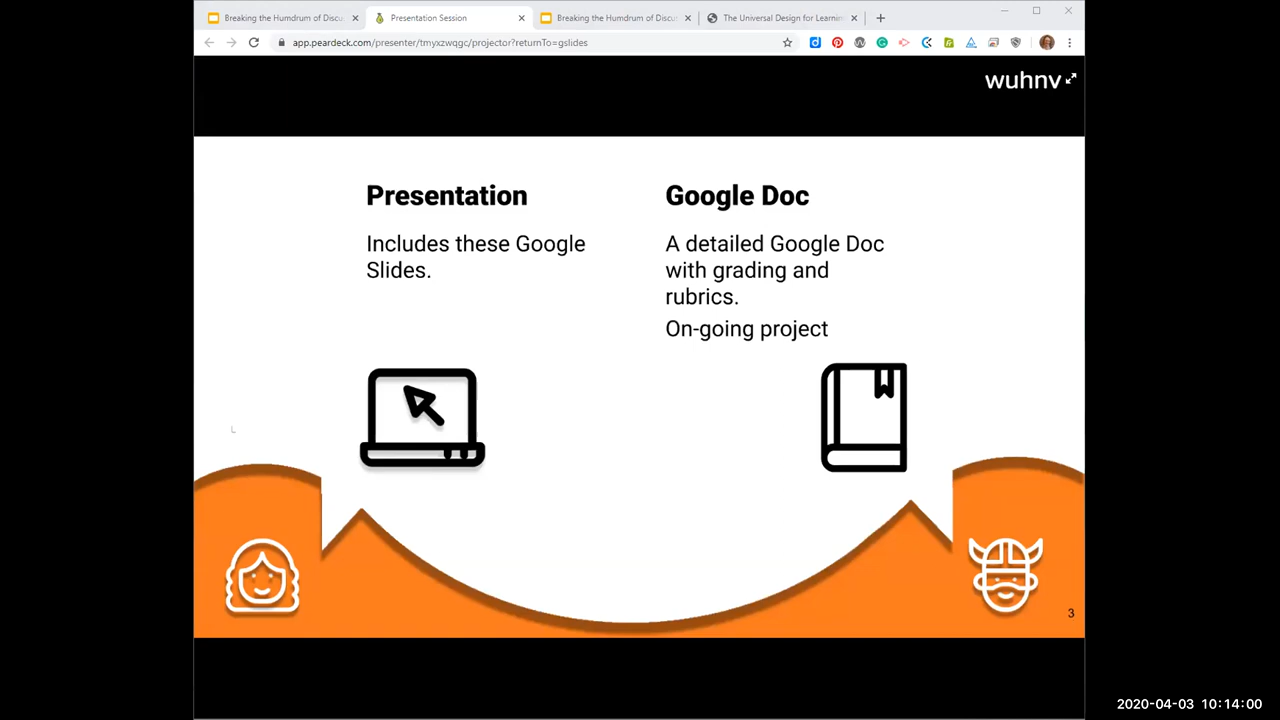 Breaking the Humdrum of Discu
Presentation Session
Breaking the Humdrum of Discu
The Universal Design for Learnin
app.peardeck.com/presenter/tmyxzwqgc/projector?returnTo=gslides
wuhnv
Presentation
Includes these Google
Slides.
Google Doc
A detailed Google Doc
with grading and
rubrics.
On-going project
3
2020-04-03 10:14:00